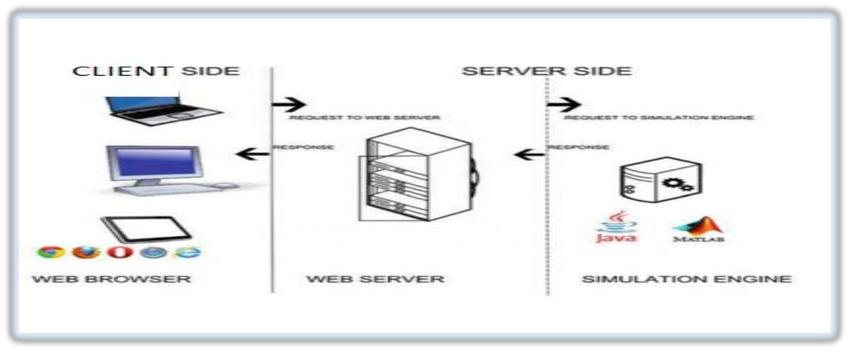 CLIENT SIDE
SERVER SIDE
REQUEST TO WEB SERVER
REQUEST TO SIMULATION ENGINE
RESPONSE
RESPONSE
Java
MATLAB
WEB BROWSER
WEB SERVER
SIMULATION ENGINE